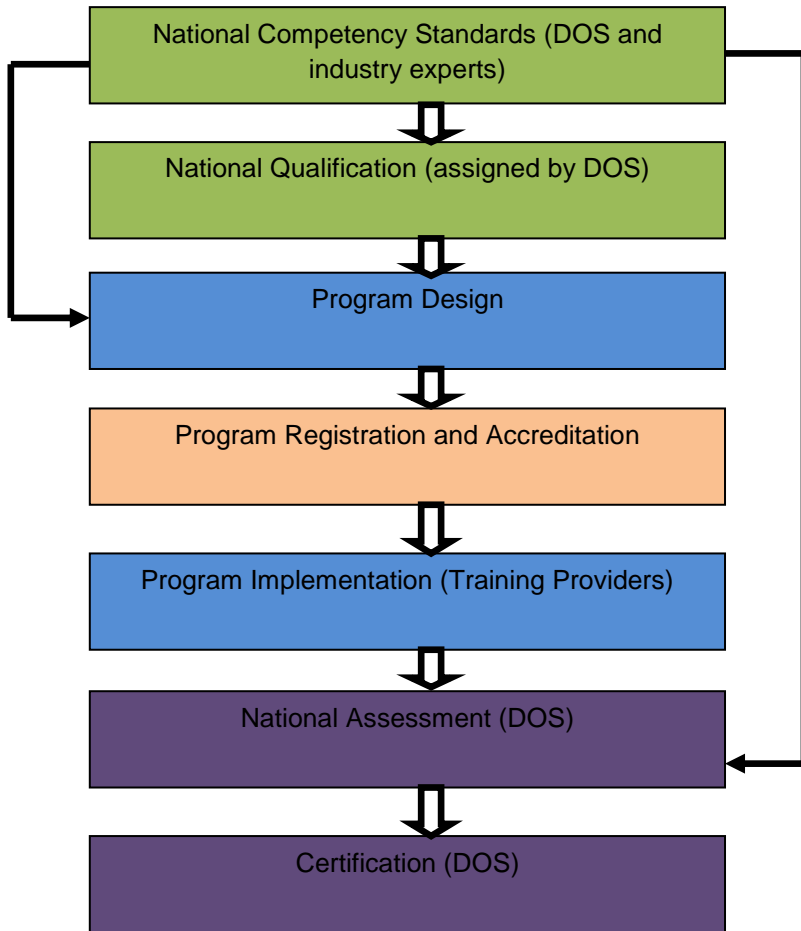 National Competency Standards (DOS and
industry experts)
National Qualification (assigned by DOS)
Program Design
Program Registration and Accreditation
Program Implementation (Training Providers)
National Assessment (DOS)
Certification (DOS)